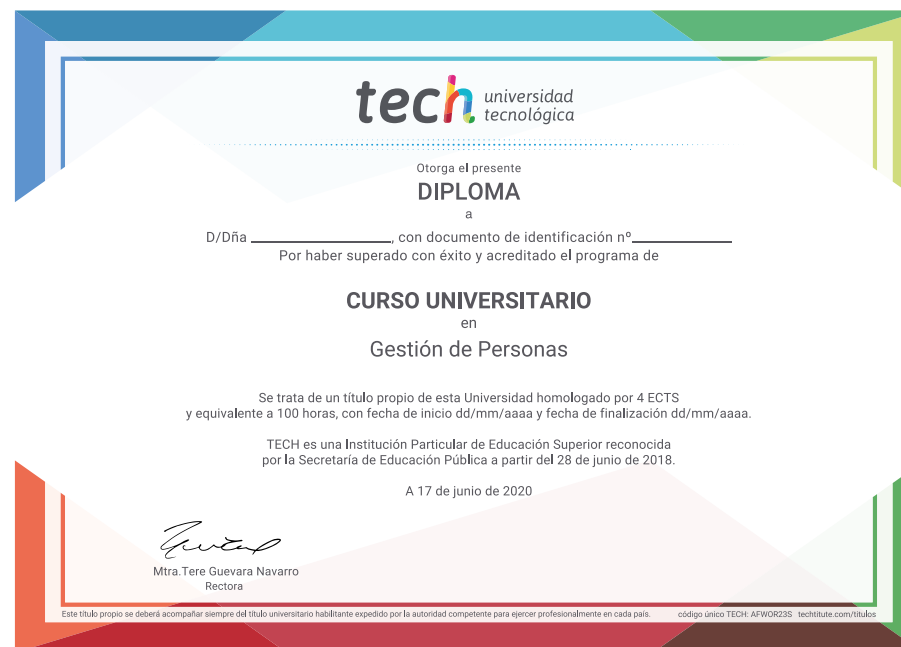 tech universidad
tecnológica
Otorga el presente
DIPLOMA
a
D/Dña ____________________, con documento de identificación nº______________
Por haber superado con éxito y acreditado el programa de
CURSO UNIVERSITARIO
en
Gestión de Personas
Se trata de un título propio de esta Universidad homologado por 4 ECTS
y equivalente a 100 horas, con fecha de inicio dd/mm/aaaa y fecha de finalización dd/mm/aaaa.
TECH es una Institución Particular de Educación Superior reconocida
por la Secretaría de Educación Pública a partir del 28 de junio de 2018.
A 17 de junio de 2020
Mtra.Tere Guevara Navarro
Rectora
Este título propio se deberá acompañar siempre del título universitario habilitante expedido por la autoridad competente para ejercer profesionalmente en cada país. código único TECH: AFWOR23S techtitute.com/titulos